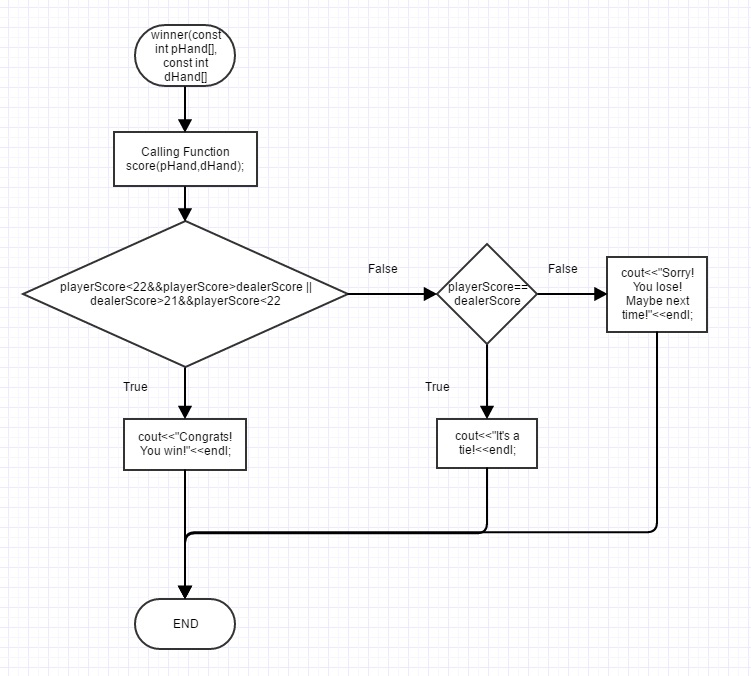 winner(const
int pHand[],
const int
dHand[]
Calling Function
score(pHand,dHand);
playerScore<22&&playerScore>dealerScore ||
dealerScore>21&&playerScore<22
False
playerScore==
dealerScore
False
cout<<"Sorry!
You lose!
Maybe next
time!"<<endl;
True
True
cout<<"Congrats!
You win!"<<endl;
cout<<"It's a
tie!<<endl;
END